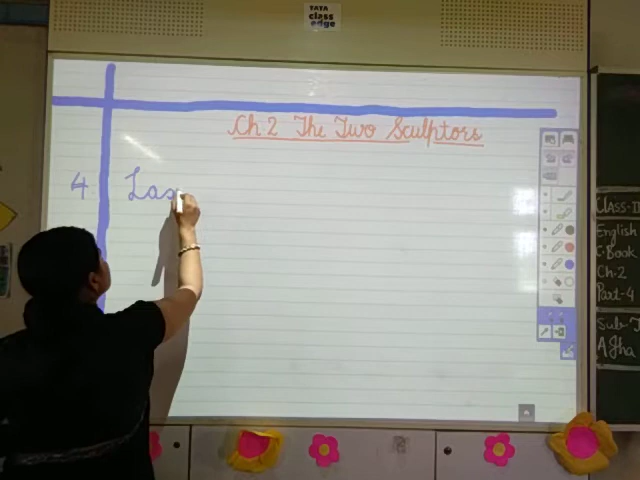 TATA
class
edge
Ch.2 The Two Sculptors
4 Las
CLASS-II
English
C.Book
Ch-2
Part-4
Sub-